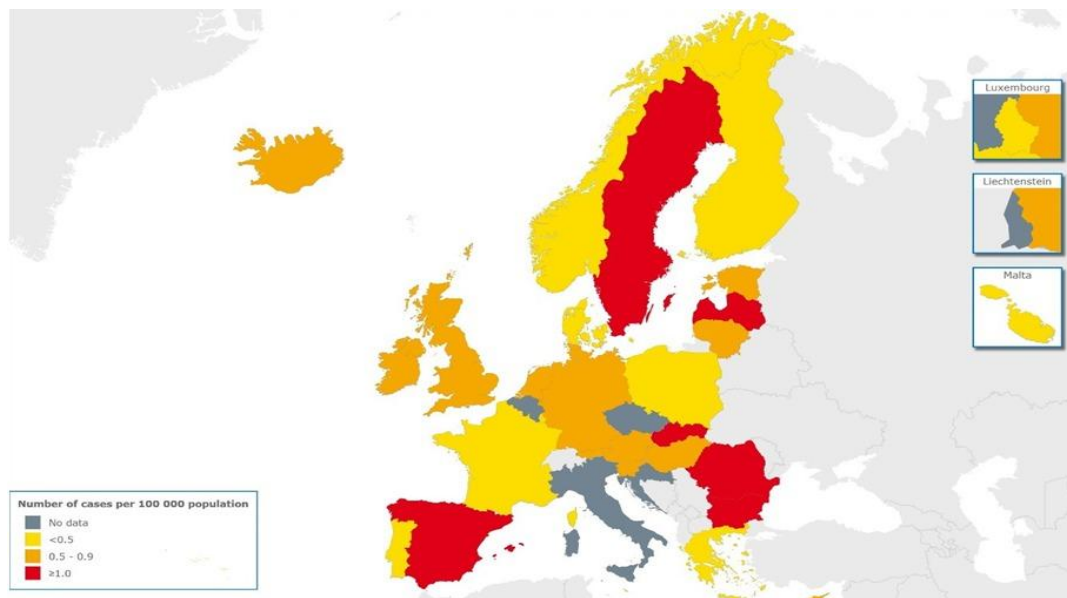 Luxembourg
Liechtenstein
Malta
Number of cases per 100 000 population
No data
<0.5
0.5 - 0.9
≥1.0